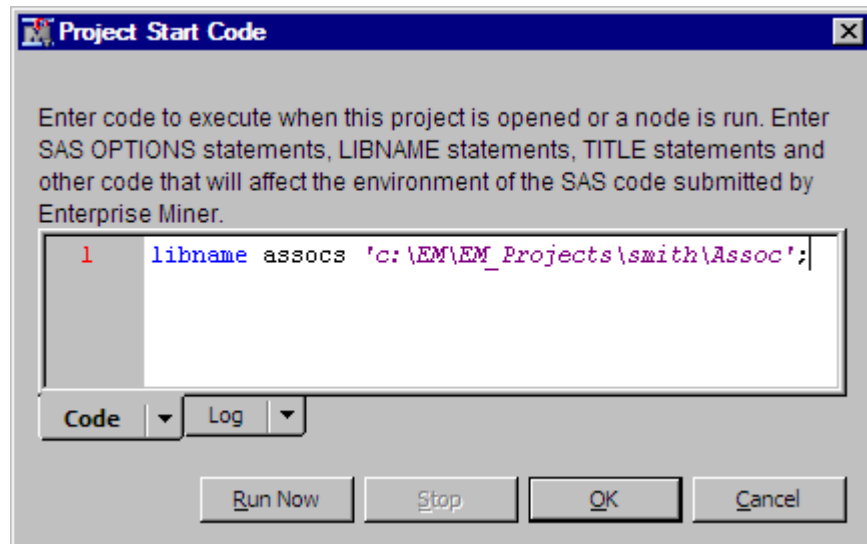 Project Start Code
Enter code to execute when this project is opened or a node is run. Enter
SAS OPTIONS statements, LIBNAME statements, TITLE statements and
other code that will affect the environment of the SAS code submitted by
Enterprise Miner.
1 libname assocs 'c:\EM\EM_Projects\smith\Assoc';
Code Log
Run Now Stop OK Cancel